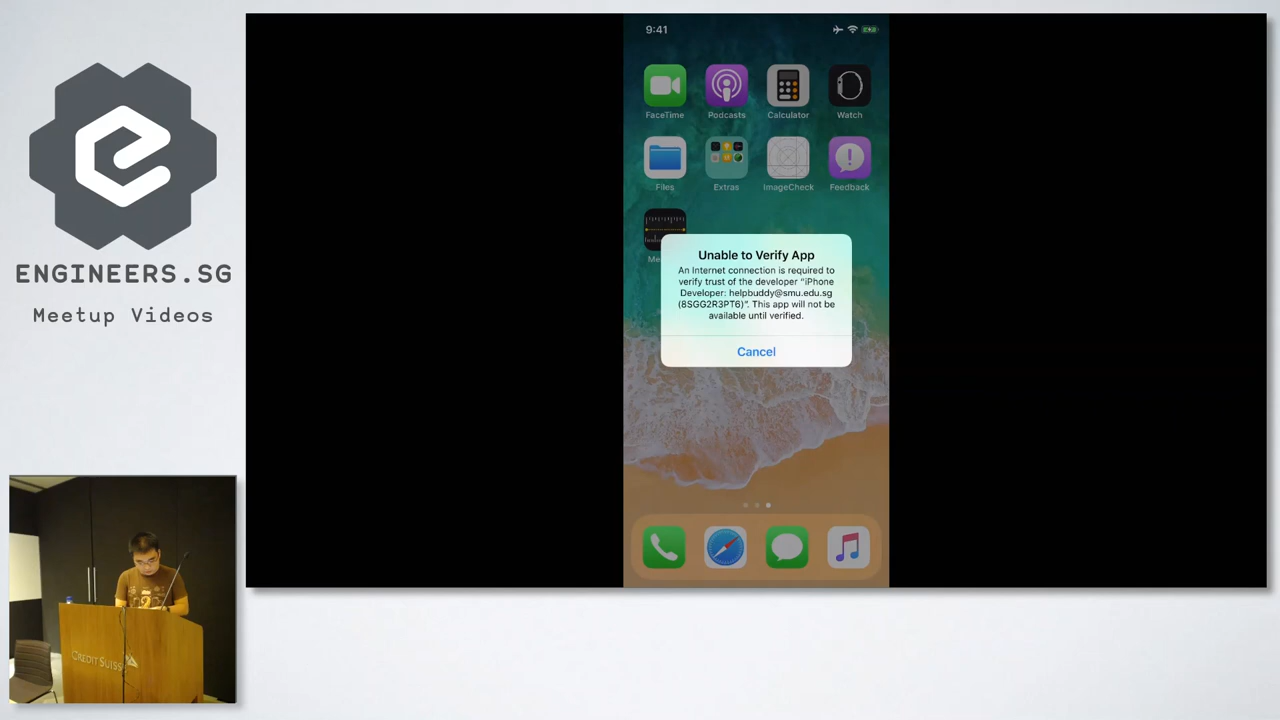 ENGINEERS.SG
Meetup Videos
9:41
FaceTime
Podcasts
Calculator
Watch
Files
Extras
ImageCheck
Feedback
Me
Unable to Verify App
An Internet connection is required to
verify trust of the developer “iPhone
Developer: helpbuddy@smu.edu.sg
(8SGG2R3PT6)”. This app will not be
available until verified.
Cancel
CREDIT SUISSE